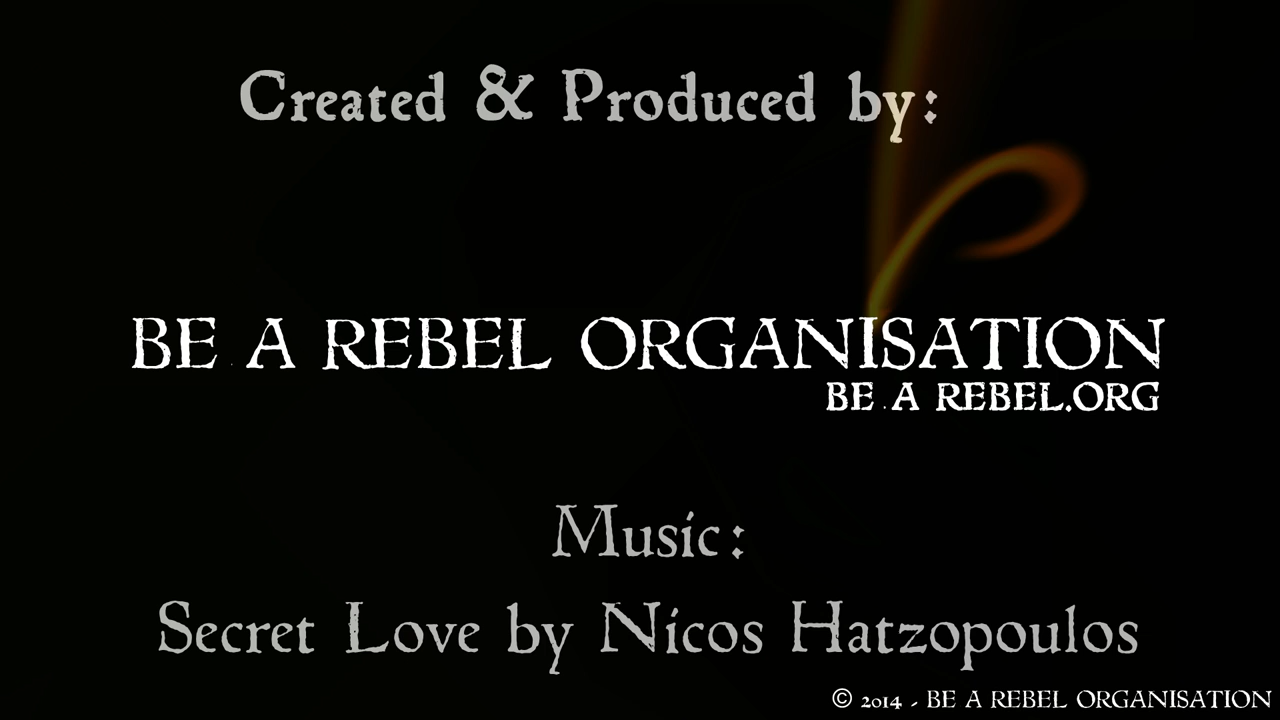 Created & Produced by:
BE A REBEL ORGANISATION
BE A REBEL.ORG
Music:
Secret Love by Nicos Hatzopoulos
© 2014 - BE A REBEL ORGANISATION